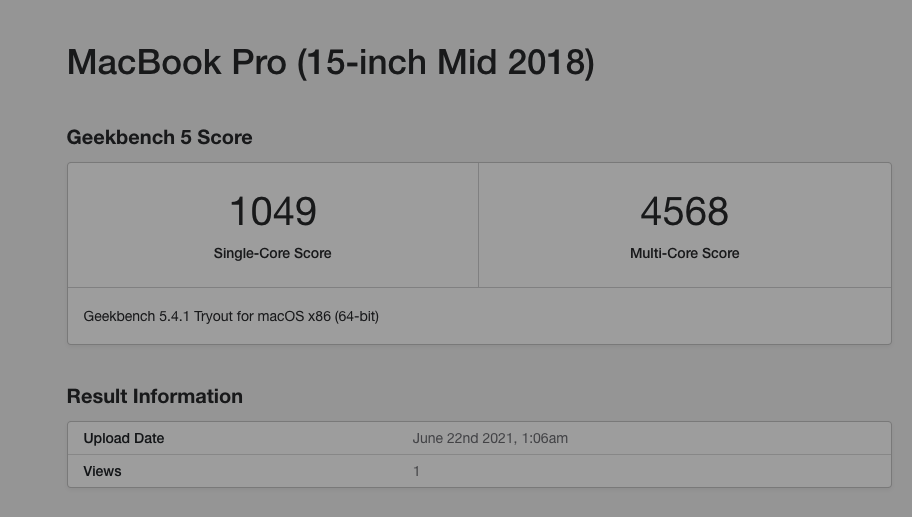 MacBook Pro (15-inch Mid 2018)
Geekbench 5 Score
1049 4568
Single-Core Score Multi-Core Score
Geekbench 5.4.1 Tryout for macOS x86 (64-bit)
Result Information
Upload Date June 22nd 2021, 1:06am
Views 1